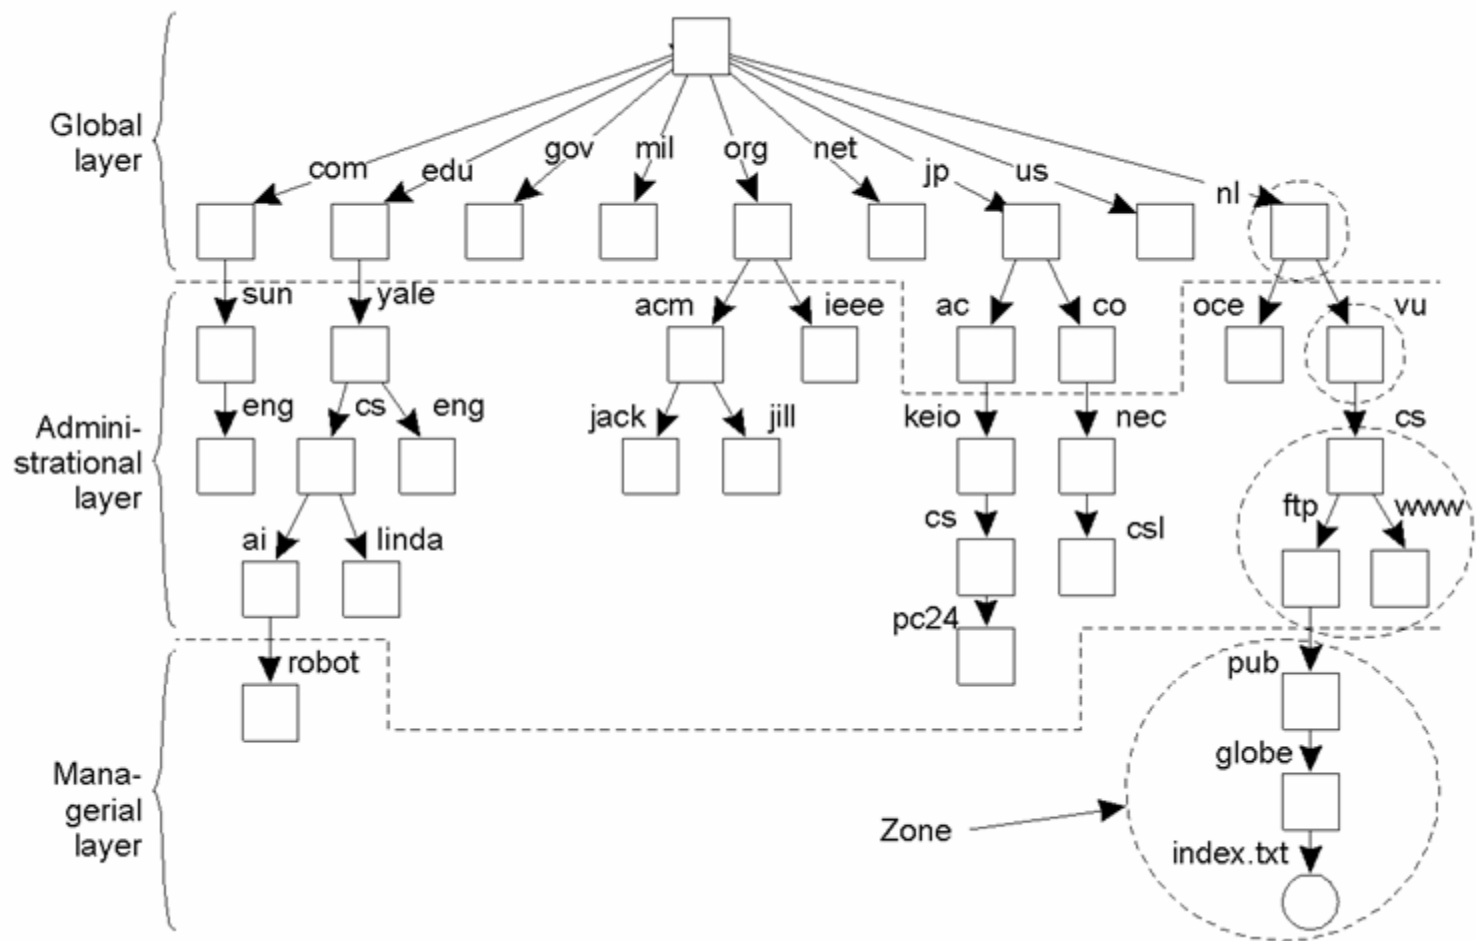 Global
layer
com
edu
gov
mil
org
net
jp
us
nl
sun
yale
acm
ieee
ac
co
oce
vu
Admini-
strational
layer
eng
cs
eng
jack
jill
keio
nec
cs
ai
linda
cs
csl
ftp
www
pc24
Mana-
gerial
layer
robot
pub
globe
Zone
index.txt